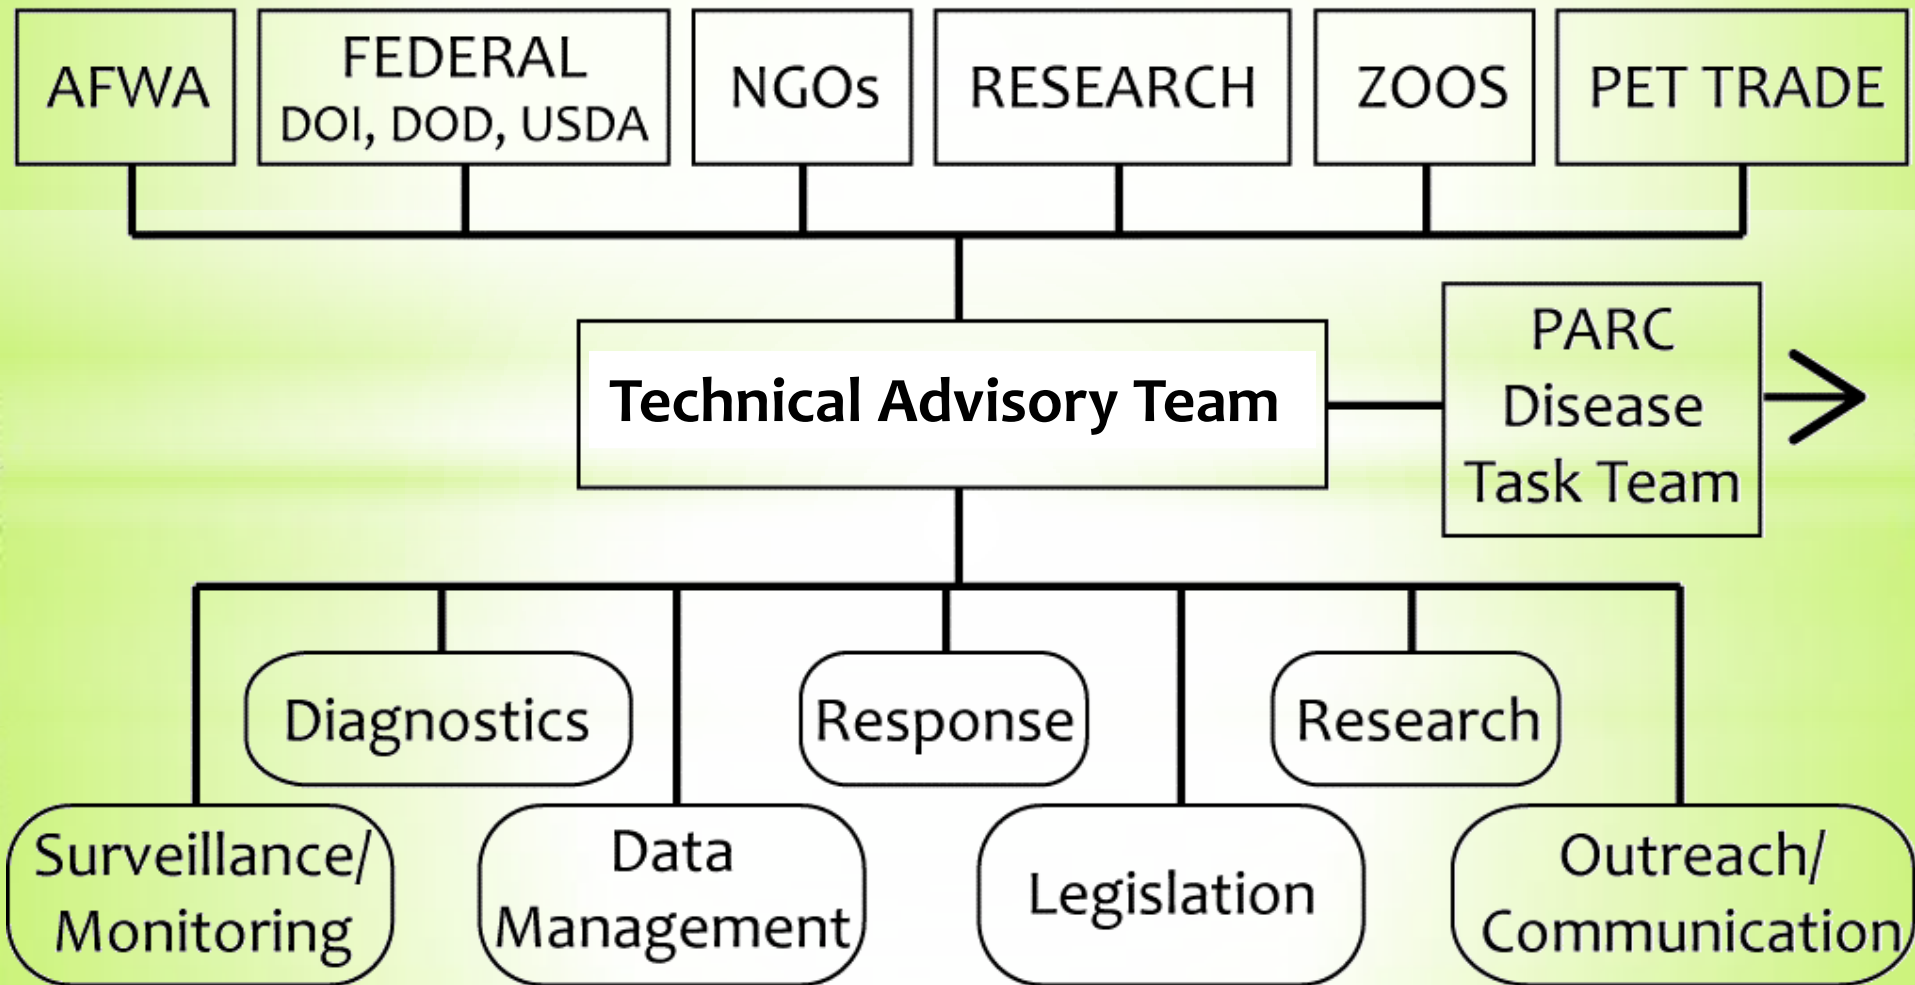 AFWA
FEDERAL
DOI, DOD, USDA
NGOs
RESEARCH
ZOOS
PET TRADE
Technical Advisory Team
PARC
Disease
Task Team
Diagnostics
Response
Research
Surveillance/
Monitoring
Data
Management
Legislation
Outreach/
Communication